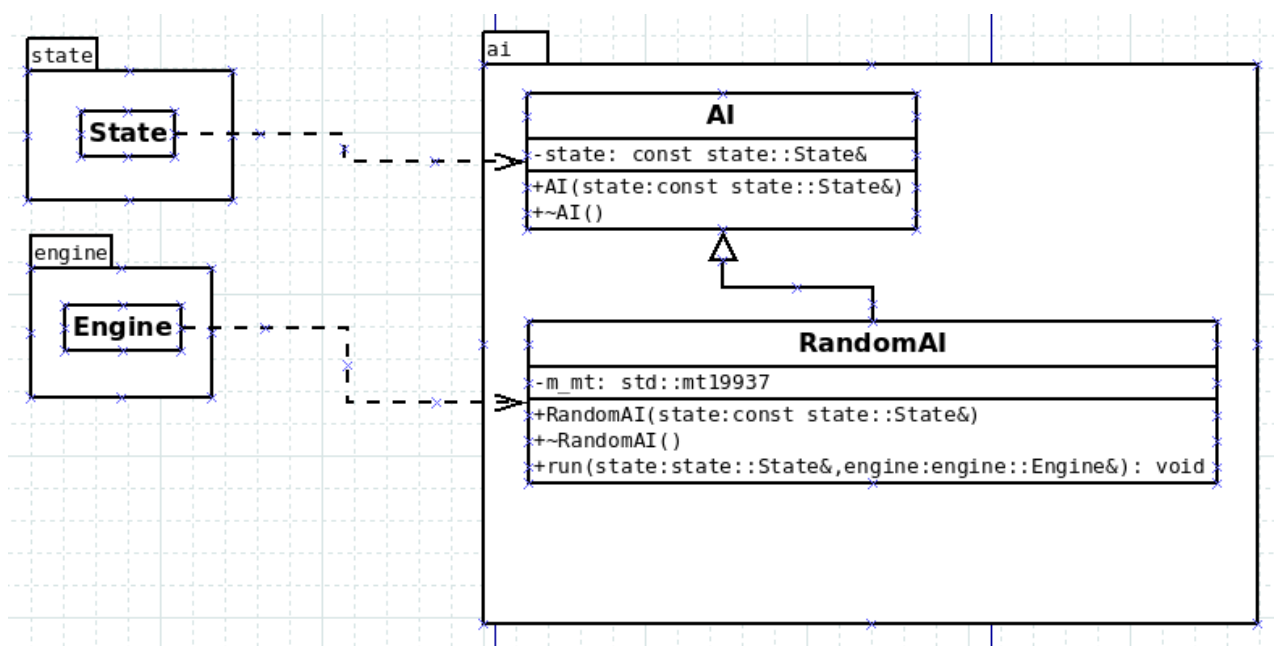 state
State
engine
Engine
ai
AI
-state: const state::State&
+AI(state:const state::State&)
+~AI()
RandomAI
-m_mt: std::mt19937
+RandomAI(state:const state::State&)
+~RandomAI()
+run(state:state::State&,engine:engine::Engine&): void